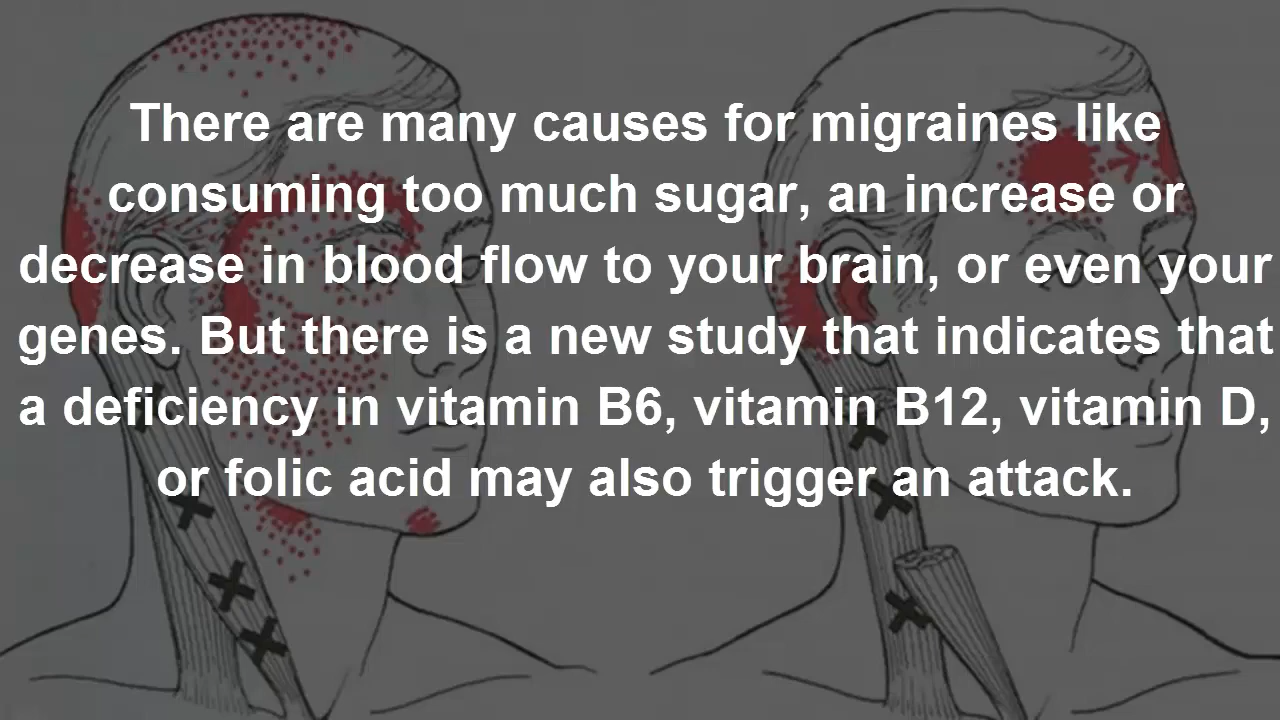 There are many causes for migraines like
consuming too much sugar, an increase or
decrease in blood flow to your brain, or even your
genes. But there is a new study that indicates that
a deficiency in vitamin B6, vitamin B12, vitamin D,
or folic acid may also trigger an attack.